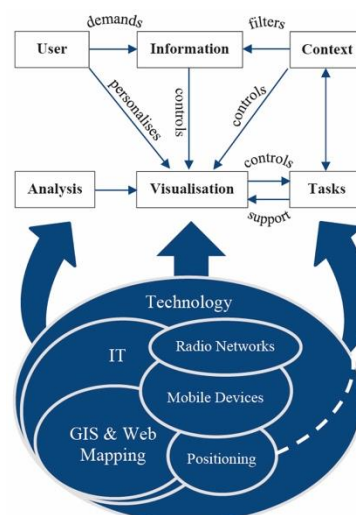 demands
filters
User
Information
Context
personalises
controls
controls
controls
Analysis
Visualisation
Tasks
support
Technology
IT
Radio Networks
Mobile Devices
GIS & Web
Mapping
Positioning